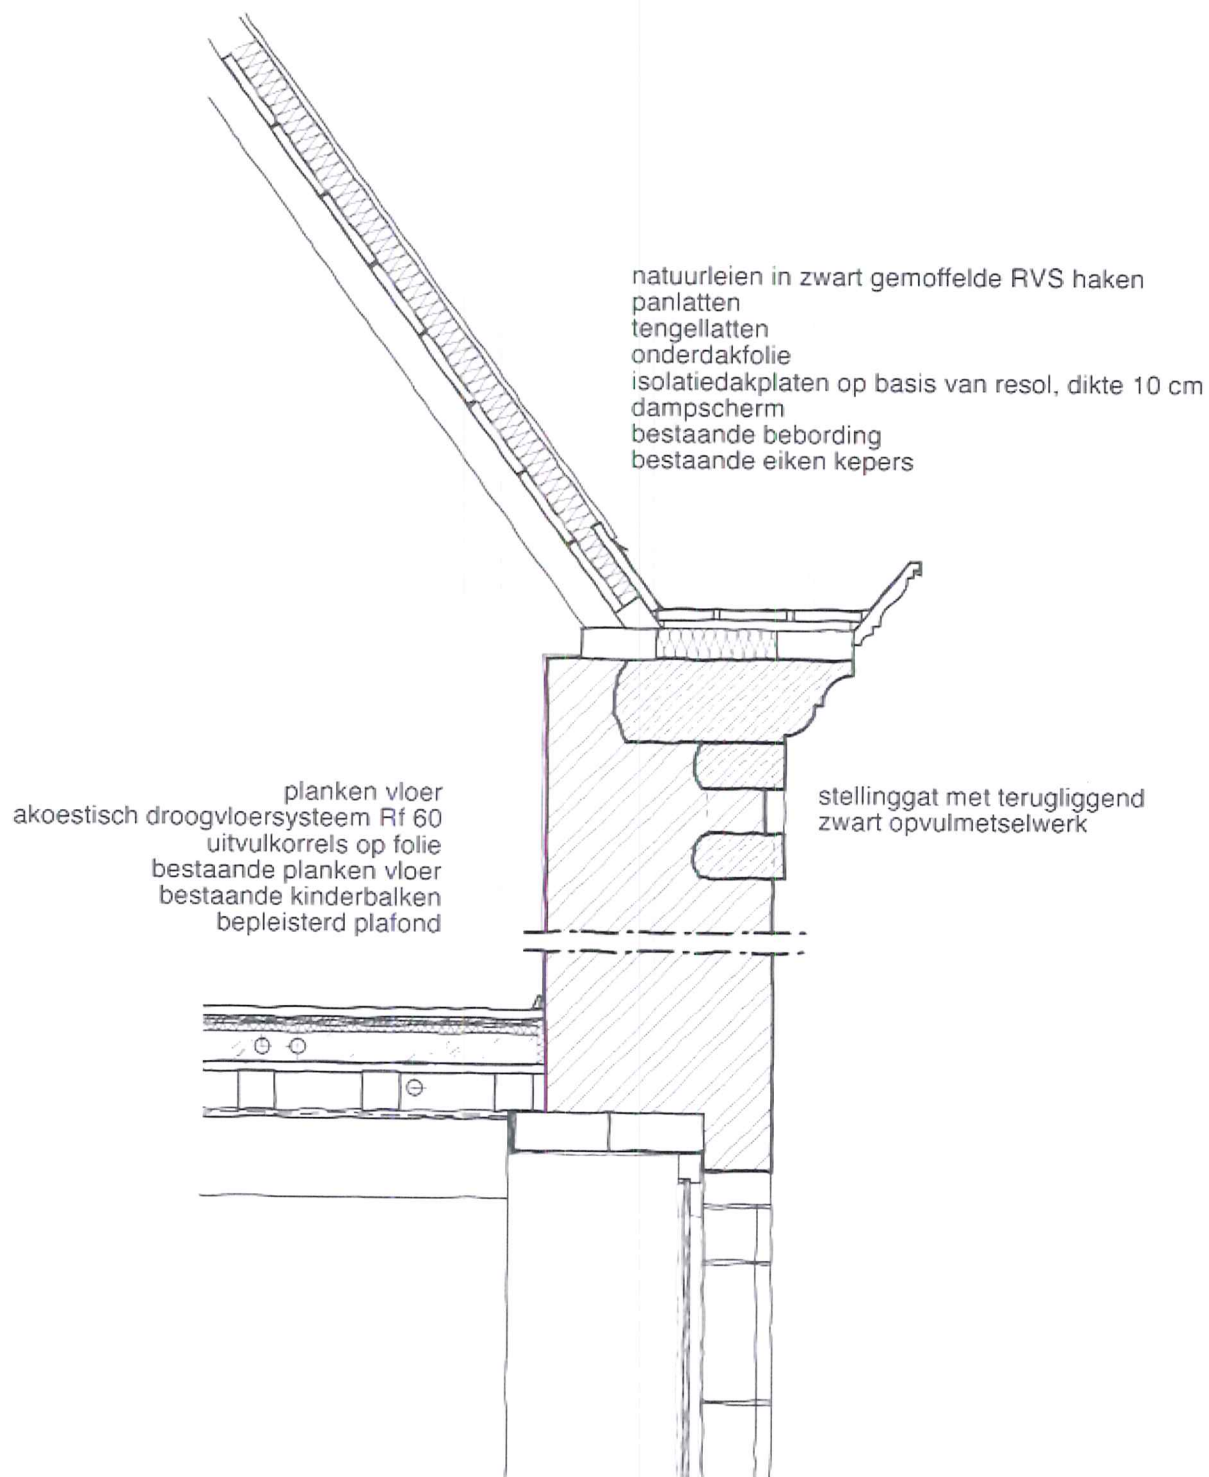 natuurleien in zwart gemoffelde RVS haken
panlatten
tengellatten
onderdakfolie
isolatiedakplaten op basis van resol, dikte 10 cm
dampscherm
bestaande bebording
bestaande eiken kepers
planken vloer
akoestisch droogvloersysteem Rf 60
uitvulkorrels op folie
bestaande planken vloer
bestaande kinderbalken
bepleisterd plafond
stellinggat met terugliggend
zwart opvulmetselwerk